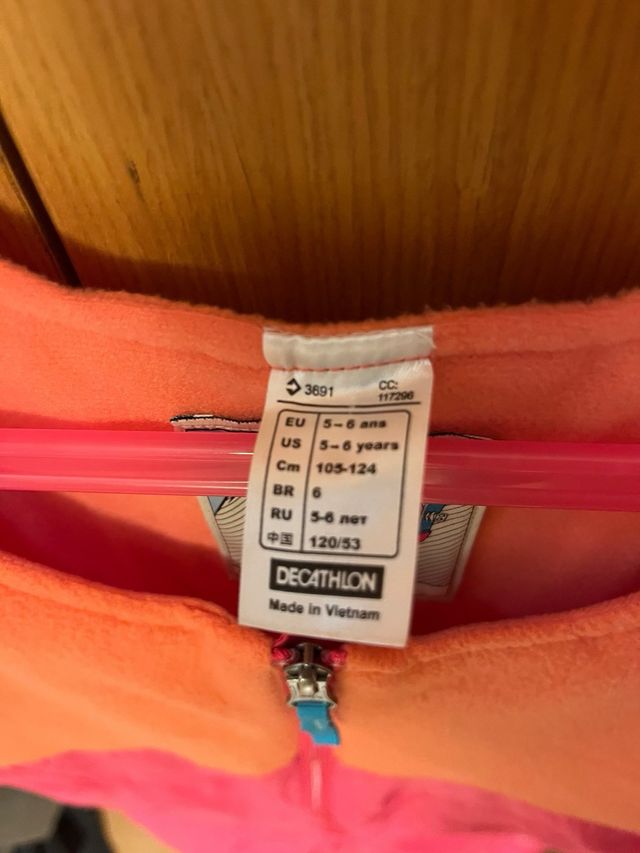 3691 CC: 117296
EU 5-6 ans
US 5-6 years
Cm 105-124
BR 6
RU 5-6 лет
中国 120/53
DECATHLON
Made in Vietnam